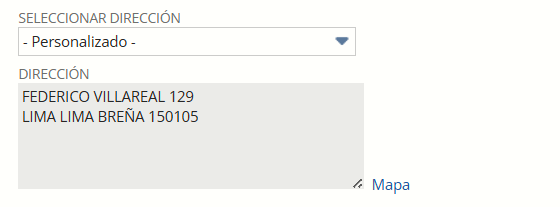 SELECCIONAR DIRECCIÓN
- Personalizado -
DIRECCIÓN
FEDERICO VILLAREAL 129
LIMA LIMA BREÑA 150105
Mapa